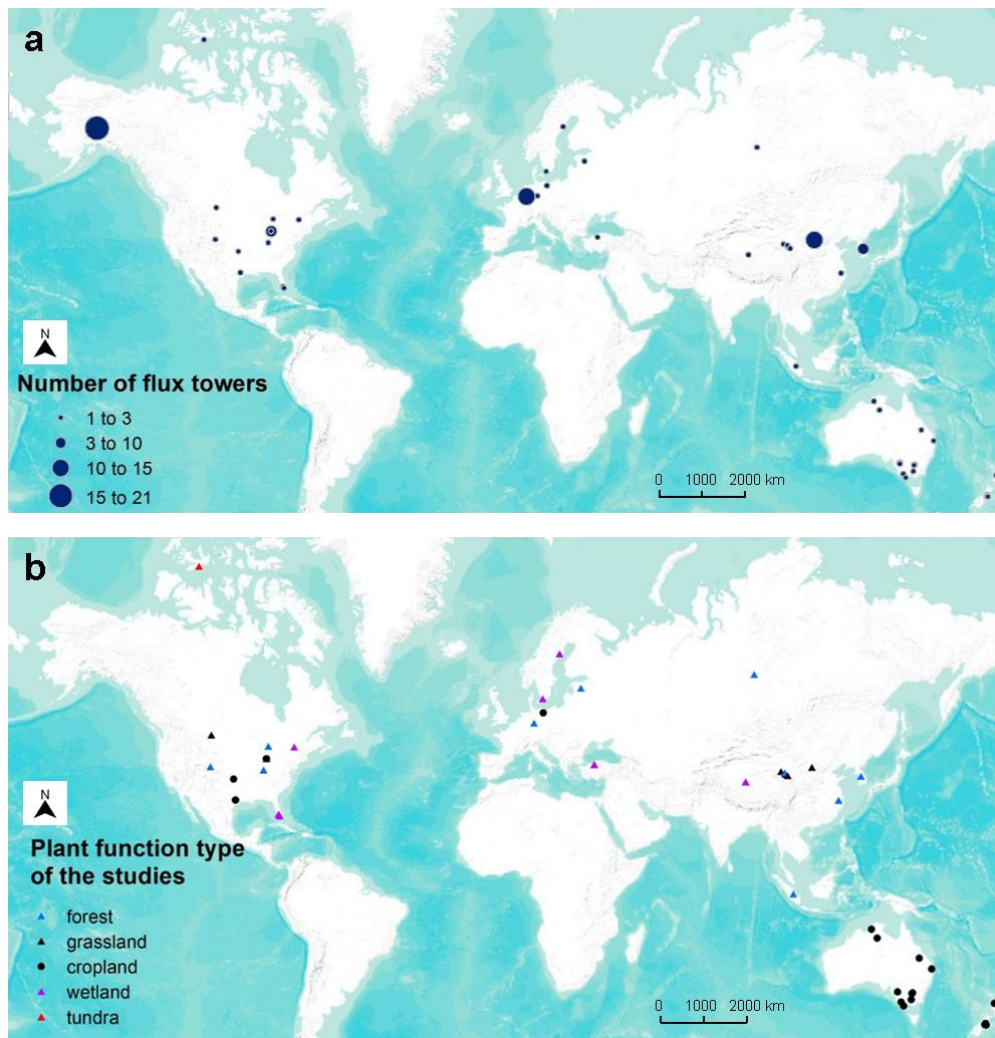 a
N
Number of flux towers
1 to 3
3 to 10
10 to 15
15 to 21
0 1000 2000 km
b
N
Plant function type
of the studies
forest
grassland
cropland
wetland
tundra
0 1000 2000 km